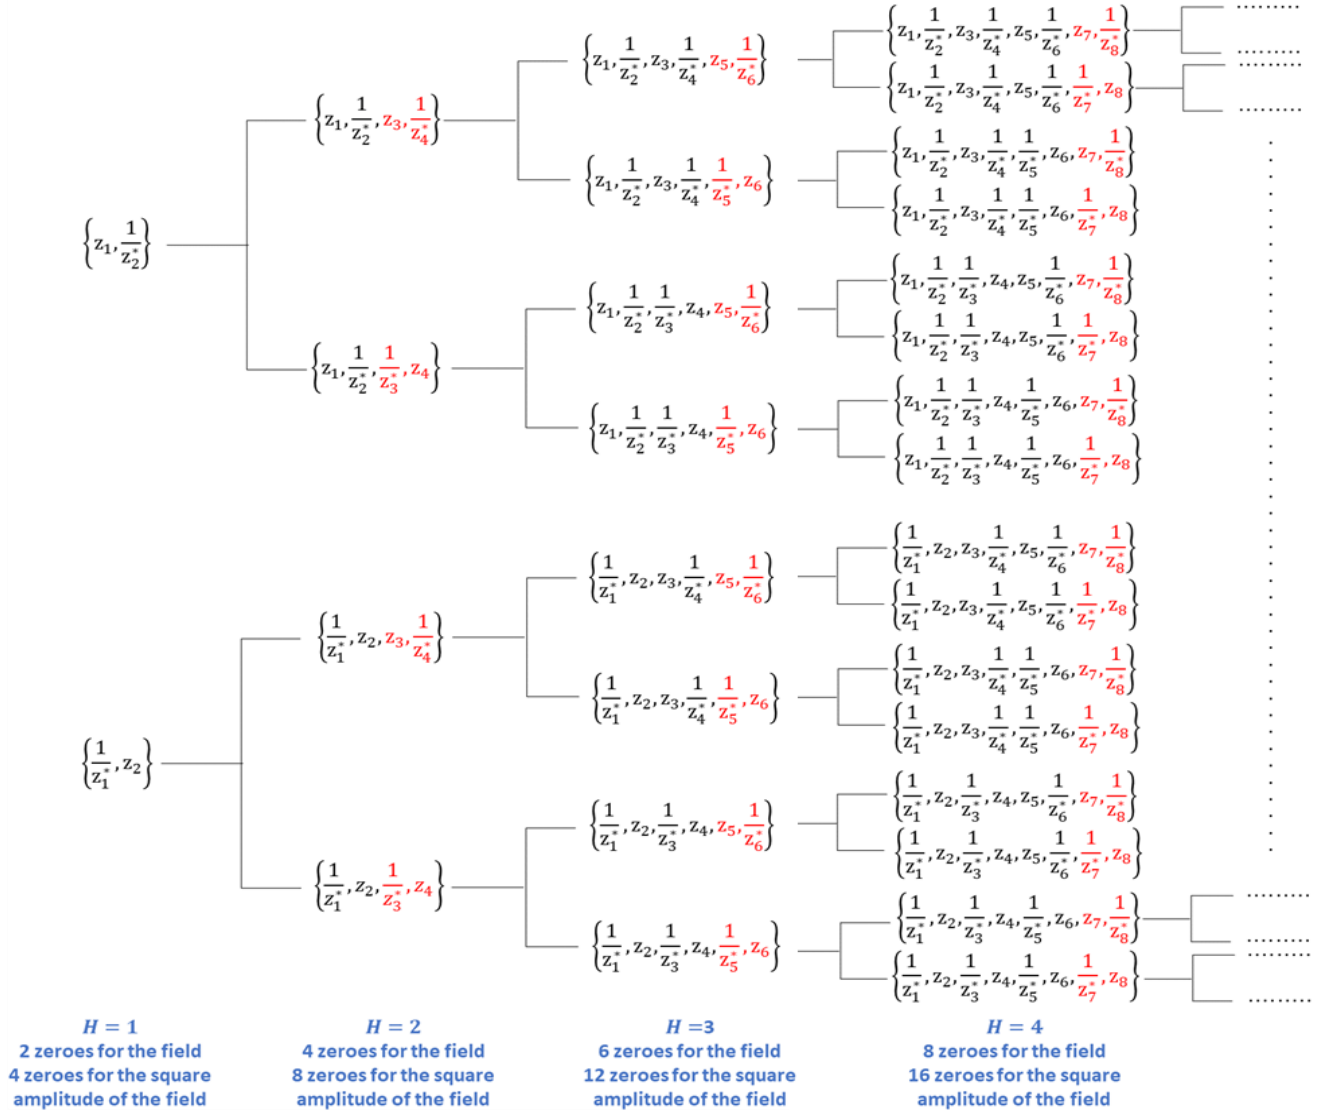 {z₁, 1/z₂*}
{1/z₁*, z₂}
{z₁, 1/z₂*, z₃, 1/z₄*}
{z₁, 1/z₂*, 1/z₃*, z₄}
{1/z₁*, z₂, z₃, 1/z₄*}
{1/z₁*, z₂, 1/z₃*, z₄}
{z₁, 1/z₂*, z₃, 1/z₄*, z₅, 1/z₆*}
{z₁, 1/z₂*, z₃, 1/z₄*, 1/z₅*, z₆}
{z₁, 1/z₂*, 1/z₃*, z₄, z₅, 1/z₆*}
{z₁, 1/z₂*, 1/z₃*, z₄, 1/z₅*, z₆}
{1/z₁*, z₂, z₃, 1/z₄*, z₅, 1/z₆*}
{1/z₁*, z₂, z₃, 1/z₄*, 1/z₅*, z₆}
{1/z₁*, z₂, 1/z₃*, z₄, z₅, 1/z₆*}
{1/z₁*, z₂, 1/z₃*, z₄, 1/z₅*, z₆}
{z₁, 1/z₂*, z₃, 1/z₄*, z₅, 1/z₆*, z₇, 1/z₈*}
{z₁, 1/z₂*, z₃, 1/z₄*, z₅, 1/z₆*, 1/z₇*, z₈}
{z₁, 1/z₂*, z₃, 1/z₄*, 1/z₅*, z₆, z₇, 1/z₈*}
{z₁, 1/z₂*, z₃, 1/z₄*, 1/z₅*, z₆, 1/z₇*, z₈}
{z₁, 1/z₂*, 1/z₃*, z₄, z₅, 1/z₆*, z₇, 1/z₈*}
{z₁, 1/z₂*, 1/z₃*, z₄, z₅, 1/z₆*, 1/z₇*, z₈}
{z₁, 1/z₂*, 1/z₃*, z₄, 1/z₅*, z₆, z₇, 1/z₈*}
{z₁, 1/z₂*, 1/z₃*, z₄, 1/z₅*, z₆, 1/z₇*, z₈}
{1/z₁*, z₂, z₃, 1/z₄*, z₅, 1/z₆*, z₇, 1/z₈*}
{1/z₁*, z₂, z₃, 1/z₄*, z₅, 1/z₆*, 1/z₇*, z₈}
{1/z₁*, z₂, z₃, 1/z₄*, 1/z₅*, z₆, z₇, 1/z₈*}
{1/z₁*, z₂, z₃, 1/z₄*, 1/z₅*, z₆, 1/z₇*, z₈}
{1/z₁*, z₂, 1/z₃*, z₄, z₅, 1/z₆*, z₇, 1/z₈*}
{1/z₁*, z₂, 1/z₃*, z₄, z₅, 1/z₆*, 1/z₇*, z₈}
{1/z₁*, z₂, 1/z₃*, z₄, 1/z₅*, z₆, z₇, 1/z₈*}
{1/z₁*, z₂, 1/z₃*, z₄, 1/z₅*, z₆, 1/z₇*, z₈}
H = 1
2 zeroes for the field
4 zeroes for the square
amplitude of the field
H = 2
4 zeroes for the field
8 zeroes for the square
amplitude of the field
H =3
6 zeroes for the field
12 zeroes for the square
amplitude of the field
H = 4
8 zeroes for the field
16 zeroes for the square
amplitude of the field